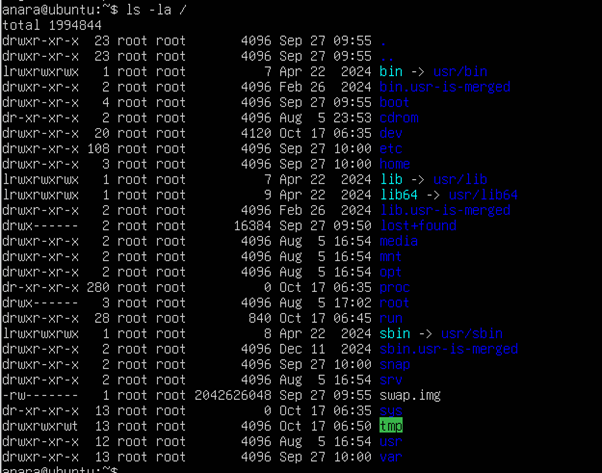 anara@ubuntu:~$ ls -la /
total 1994844
drwxr-xr-x  23 root root       4096 Sep 27 09:55 .
drwxr-xr-x  23 root root       4096 Sep 27 09:55 ..
lrwxrwxrwx   1 root root          7 Apr 22  2024 bin -> usr/bin
drwxr-xr-x   2 root root       4096 Feb 26  2024 bin.usr-is-merged
drwxr-xr-x   4 root root       4096 Sep 27 09:55 boot
dr-xr-xr-x   2 root root       4096 Aug  5 23:53 cdrom
drwxr-xr-x  20 root root       4120 Oct 17 06:35 dev
drwxr-xr-x 108 root root       4096 Sep 27 10:00 etc
drwxr-xr-x   3 root root       4096 Sep 27 10:00 home
lrwxrwxrwx   1 root root          7 Apr 22  2024 lib -> usr/lib
lrwxrwxrwx   1 root root          9 Apr 22  2024 lib64 -> usr/lib64
drwxr-xr-x   2 root root       4096 Feb 26  2024 lib.usr-is-merged
drwx------   2 root root      16384 Sep 27 09:50 lost+found
drwxr-xr-x   2 root root       4096 Aug  5 16:54 media
drwxr-xr-x   2 root root       4096 Aug  5 16:54 mnt
drwxr-xr-x   2 root root       4096 Aug  5 16:54 opt
dr-xr-xr-x 280 root root          0 Oct 17 06:35 proc
drwx------   3 root root       4096 Aug  5 17:02 root
drwxr-xr-x  28 root root        840 Oct 17 06:45 run
lrwxrwxrwx   1 root root          8 Apr 22  2024 sbin -> usr/sbin
drwxr-xr-x   2 root root       4096 Dec 11  2024 sbin.usr-is-merged
drwxr-xr-x   2 root root       4096 Sep 27 10:00 snap
drwxr-xr-x   2 root root       4096 Aug  5 16:54 srv
-rw-------   1 root root 2042626048 Sep 27 09:55 swap.img
dr-xr-xr-x  13 root root          0 Oct 17 06:35 sys
drwxrwxrwt  13 root root       4096 Oct 17 06:50 tmp
drwxr-xr-x  12 root root       4096 Aug  5 16:54 usr
drwxr-xr-x  13 root root       4096 Sep 27 10:00 var
anara@ubuntu:~$